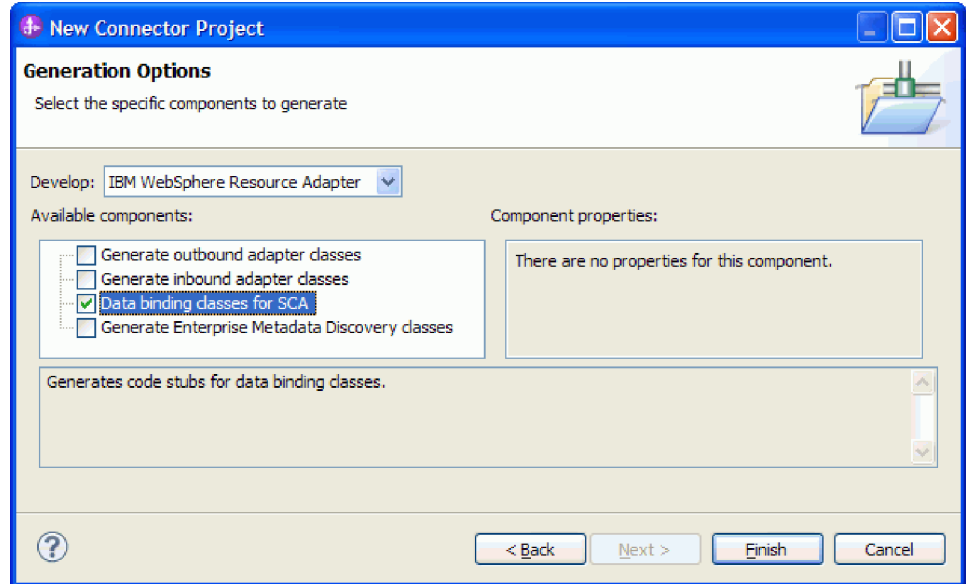 New Connector Project
Generation Options
Select the specific components to generate
Develop: IBM WebSphere Resource Adapter
Available components:
Component properties:
Generate outbound adapter classes
Generate inbound adapter classes
Data binding classes for SCA
Generate Enterprise Metadata Discovery classes
There are no properties for this component.
Generates code stubs for data binding classes.
?
< Back
Next >
Finish
Cancel